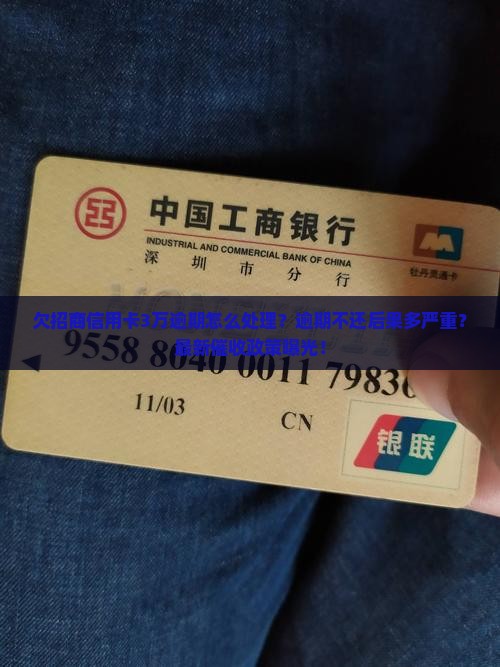 中国工商银行
INDUSTRIAL AND COMMERCIAL BANK OF CHINA
深圳市分行
牡丹灵通卡
欠招商信用卡3万逾期怎么处理？逾期不还后果多严重？
最新催收政策曝光！
9558 8040 0011 7983
11/03 CN
银联